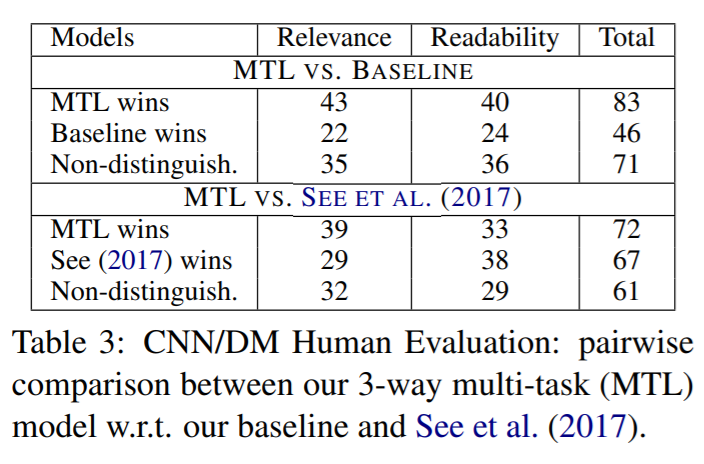 Models Relevance Readability Total
MTL VS. BASELINE
MTL wins 43 40 83
Baseline wins 22 24 46
Non-distinguish. 35 36 71
MTL VS. SEE ET AL. (2017)
MTL wins 39 33 72
See (2017) wins 29 38 67
Non-distinguish. 32 29 61
Table 3: CNN/DM Human Evaluation: pairwise
comparison between our 3-way multi-task (MTL)
model w.r.t. our baseline and See et al. (2017).